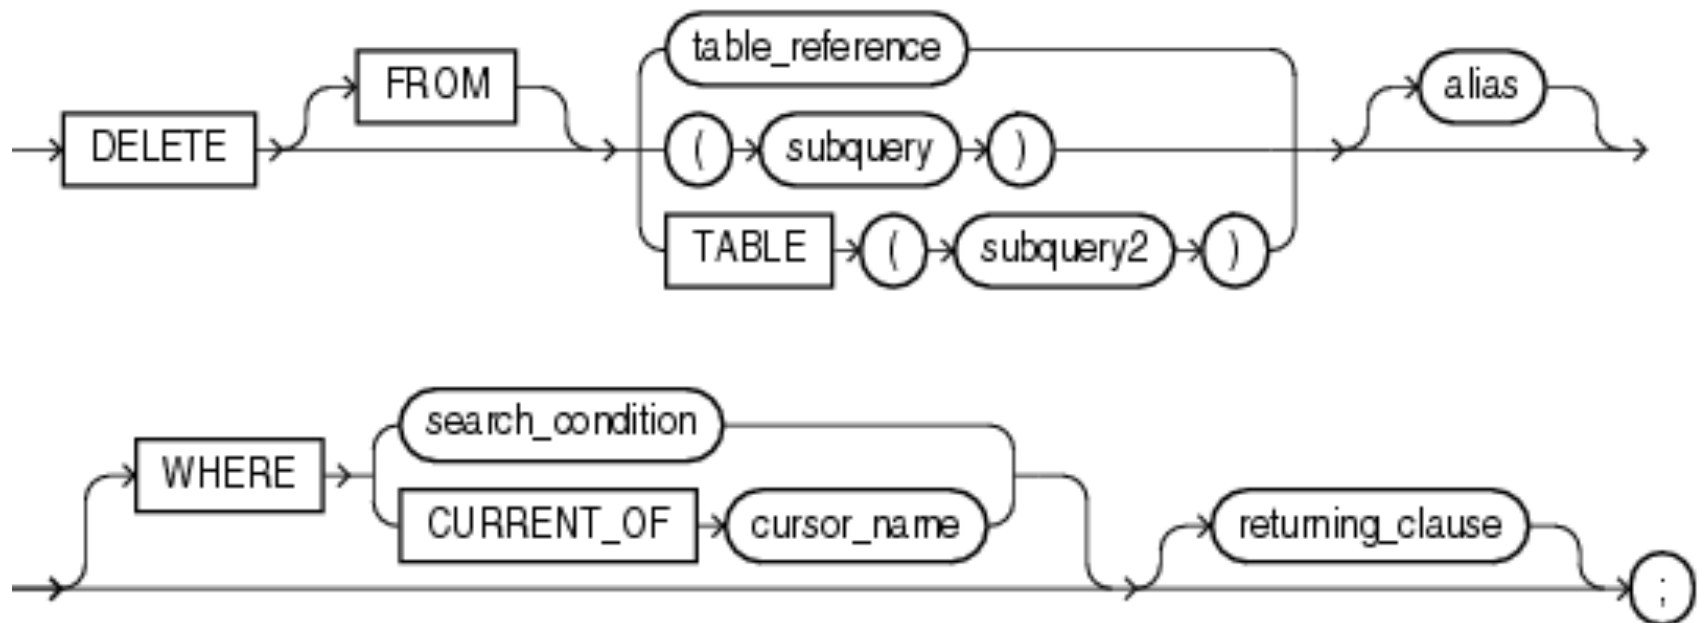 table_reference
FROM
alias
DELETE
( subquery )
TABLE ( subquery2 )
search_condition
WHERE
CURRENT_OF cursor_name
returning_clause
;